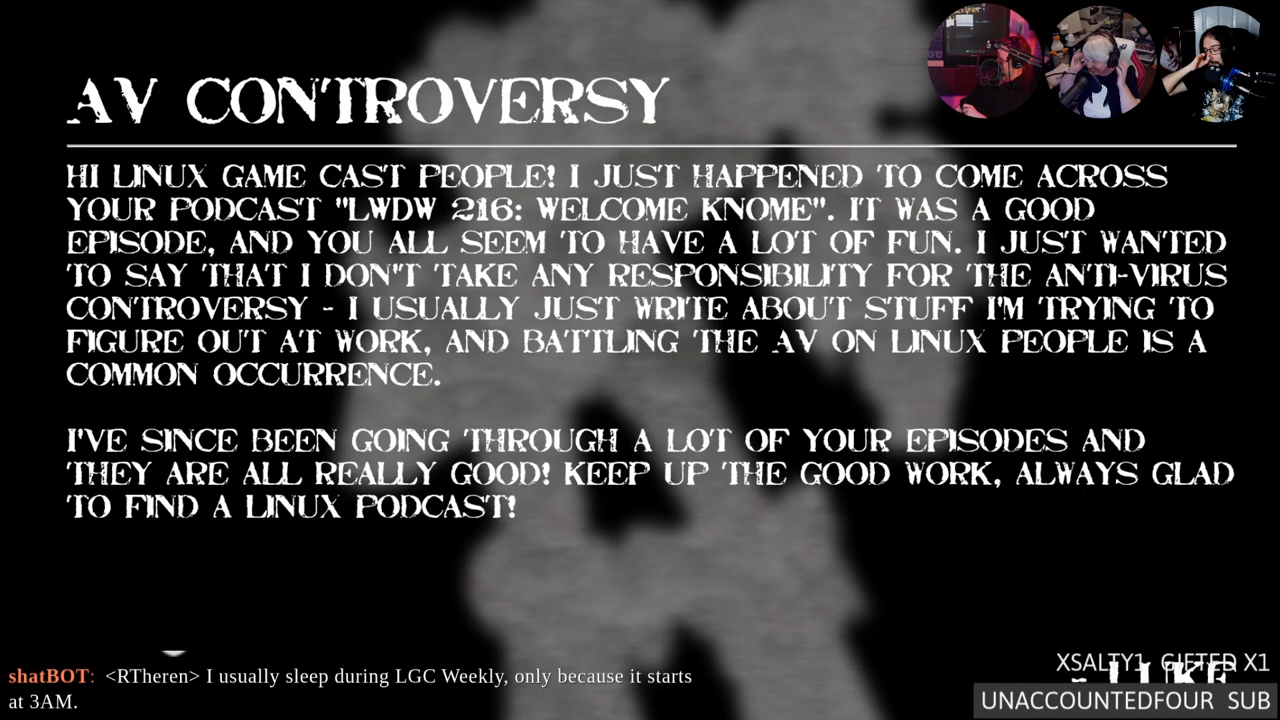 AV CONTROVERSY
HI LINUX GAME CAST PEOPLE! I JUST HAPPENED TO COME ACROSS
YOUR PODCAST "LWDW 216: WELCOME KNOME". IT WAS A GOOD
EPISODE, AND YOU ALL SEEM TO HAVE A LOT OF FUN. I JUST WANTED
TO SAY THAT I DON'T TAKE ANY RESPONSIBILITY FOR THE ANTI-VIRUS
CONTROVERSY - I USUALLY JUST WRITE ABOUT STUFF I'M TRYING TO
FIGURE OUT AT WORK, AND BATTLING THE AV ON LINUX PEOPLE IS A
COMMON OCCURRENCE.
I'VE SINCE BEEN GOING THROUGH A LOT OF YOUR EPISODES AND
THEY ARE ALL REALLY GOOD! KEEP UP THE GOOD WORK, ALWAYS GLAD
TO FIND A LINUX PODCAST!
- LUKE
XSALTY1 GIFTED X1
UNACCOUNTEDFOUR SUB
shatBOT: <RTheren> I usually sleep during LGC Weekly, only because it starts
at 3AM.